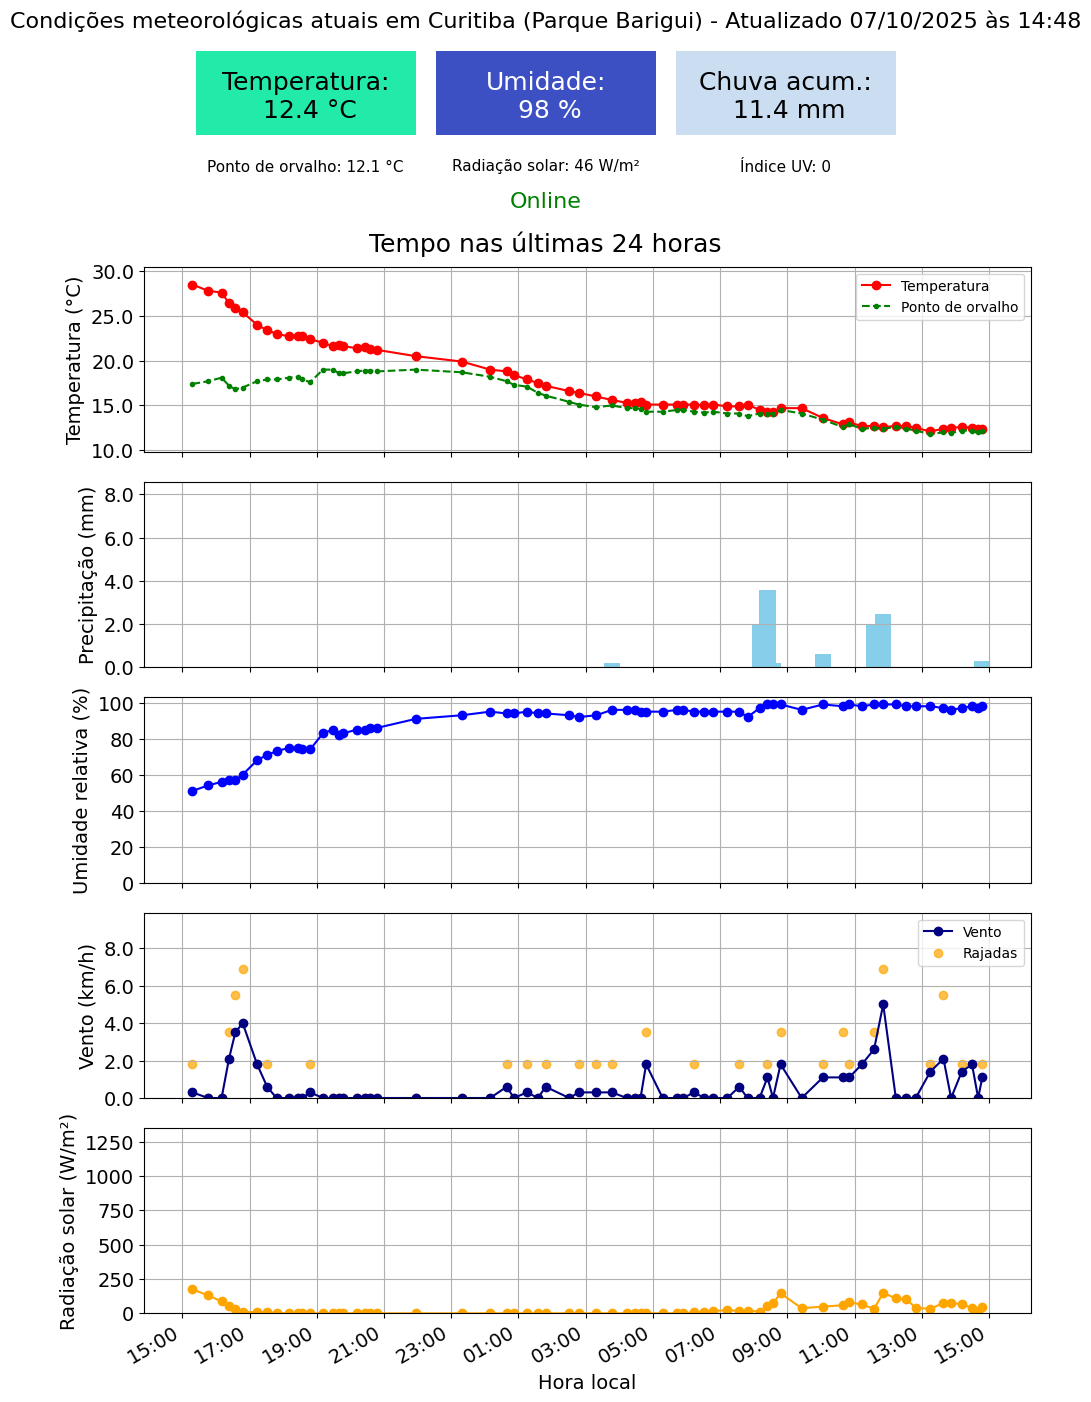 Condições meteorológicas atuais em Curitiba (Parque Barigui) - Atualizado 07/10/2025 às 14:48
Temperatura:
12.4 °C
Umidade:
98 %
Chuva acum.:
11.4 mm
Ponto de orvalho: 12.1 °C
Radiação solar: 46 W/m²
Índice UV: 0
Online
Tempo nas últimas 24 horas
Temperatura (°C)
30.0
25.0
20.0
15.0
10.0
Temperatura
Ponto de orvalho
Precipitação (mm)
8.0
6.0
4.0
2.0
0.0
Umidade relativa (%)
100
80
60
40
20
0
Vento (km/h)
8.0
6.0
4.0
2.0
0.0
Vento
Rajadas
Radiação solar (W/m²)
1250
1000
750
500
250
0
15:00
17:00
19:00
21:00
23:00
01:00
03:00
05:00
07:00
09:00
11:00
13:00
15:00
Hora local